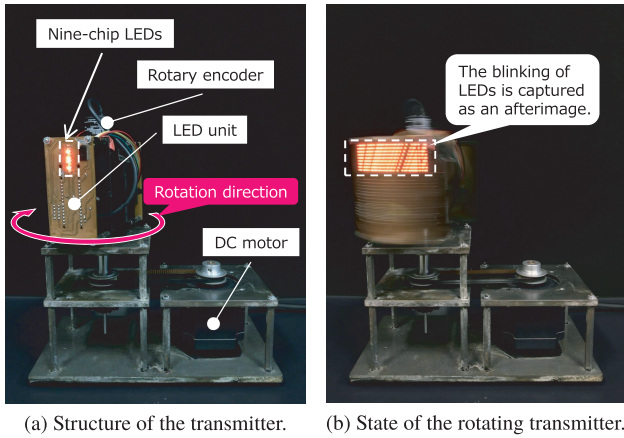 Nine-chip LEDs
Rotary encoder
LED unit
Rotation direction
DC motor
The blinking of
LEDs is captured
as an afterimage.
(a) Structure of the transmitter.
(b) State of the rotating transmitter.